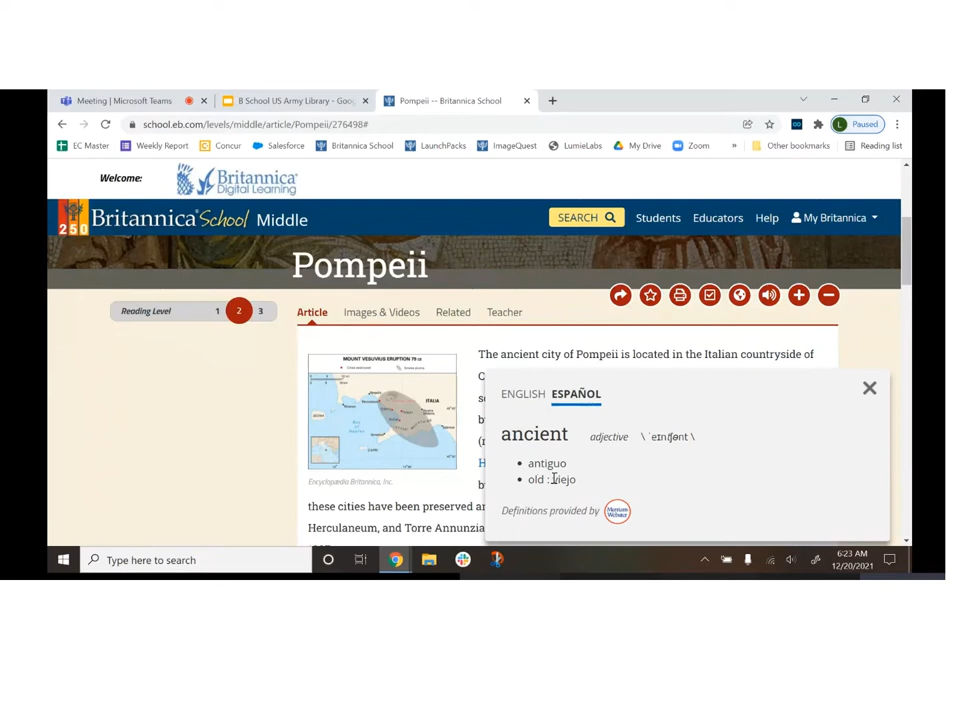 Meeting | Microsoft Teams
B School US Army Library - Goo
Pompeii -- Britannica School
school.eb.com/levels/middle/article/Pompeii/276498#
L Paused
EC Master Weekly Report Concur Salesforce Britannica School LaunchPacks ImageQuest LumieLabs My Drive Zoom » Other bookmarks Reading list
Welcome:
Britannica
Digital Learning
250
Britannica School Middle
SEARCH Students Educators Help My Britannica
Pompeii
Reading Level 1 2 3
Article Images & Videos Related Teacher
MOUNT VESUVIUS ERUPTION 79 CE
ITALIA
Encyclopædia Britannica, Inc.
The ancient city of Pompeii is located in the Italian countryside of
these cities have been preserved
Herculaneum, and Torre Annunzia
ENGLISH ESPAÑOL
ancient adjective \ ˈeɪnʧənt \
antiguo
old : viejo
Definitions provided by Merriam Webster
Type here to search
6:23 AM
12/20/2021